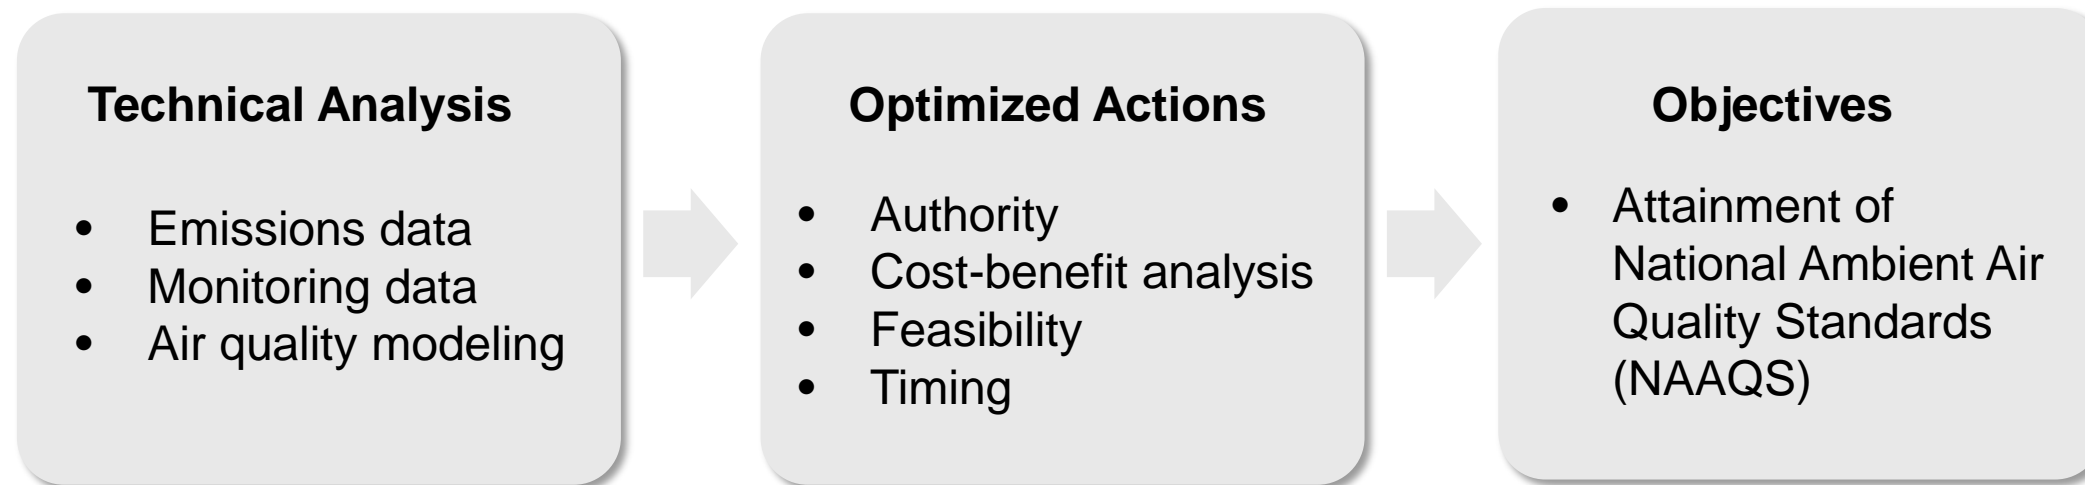 Technical Analysis
• Emissions data
• Monitoring data
• Air quality modeling
Optimized Actions
• Authority
• Cost-benefit analysis
• Feasibility
• Timing
Objectives
• Attainment of
National Ambient Air
Quality Standards
(NAAQS)